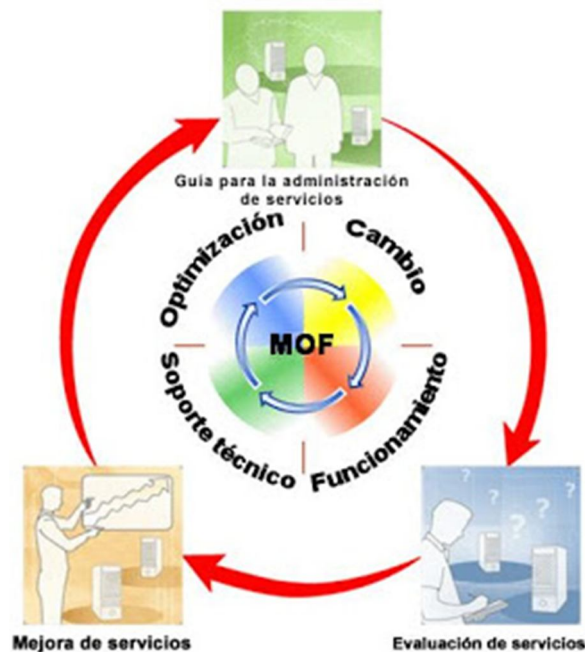 Guía para la administración
de servicios
Optimización
Cambio
MOF
Soporte técnico
Funcionamiento
? ? ? ?
Mejora de servicios
Evaluación de servicios